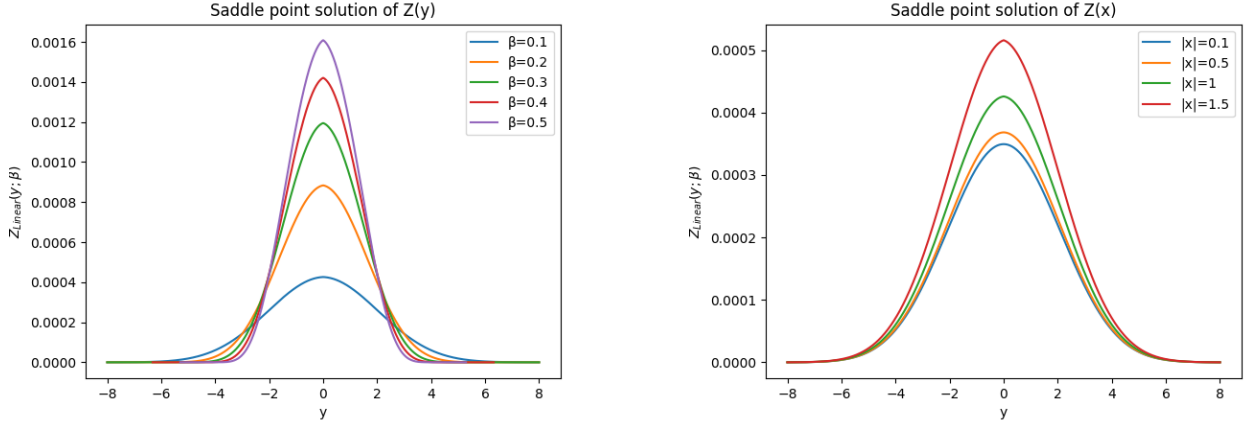 Saddle point solution of Z(y)
Z_Linear(y; β)
0.0016
0.0014
0.0012
0.0010
0.0008
0.0006
0.0004
0.0002
0.0000
β=0.1
β=0.2
β=0.3
β=0.4
β=0.5
−8 −6 −4 −2 0 2 4 6 8
y
Saddle point solution of Z(x)
Z_Linear(y; β)
0.0005
0.0004
0.0003
0.0002
0.0001
0.0000
|x|=0.1
|x|=0.5
|x|=1
|x|=1.5
−8 −6 −4 −2 0 2 4 6 8
y